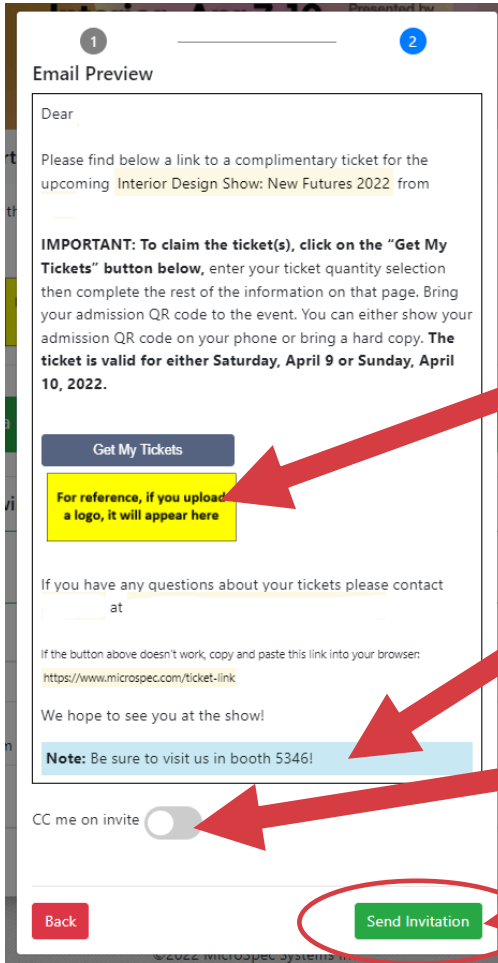 Interior, Apr 7-10
Presented by
1
2
Email Preview
Dear
Please find below a link to a complimentary ticket for the
upcoming Interior Design Show: New Futures 2022 from
IMPORTANT: To claim the ticket(s), click on the “Get My
Tickets” button below, enter your ticket quantity selection
then complete the rest of the information on that page. Bring
your admission QR code to the event. You can either show your
admission QR code on your phone or bring a hard copy. The
ticket is valid for either Saturday, April 9 or Sunday, April
10, 2022.
Get My Tickets
For reference, if you upload
a logo, it will appear here
If you have any questions about your tickets please contact
at
If the button above doesn't work, copy and paste this link into your browser:
https://www.microspec.com/ticket-link
We hope to see you at the show!
Note: Be sure to visit us in booth 5346!
CC me on invite
Back
Send Invitation
©2022 MicroSpec Systems